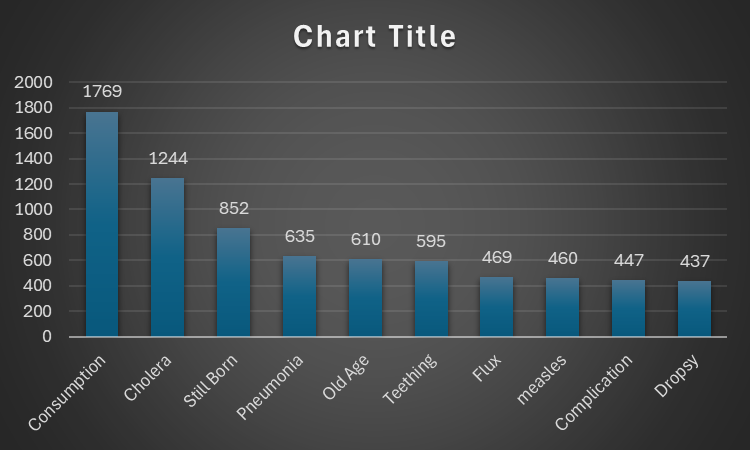 Chart Title
2000
1800
1600
1400
1200
1000
800
600
400
200
0
1769
1244
852
635
610
595
469
460
447
437
Consumption
Cholera
Still Born
Pneumonia
Old Age
Teething
Flux
measles
Complication
Dropsy